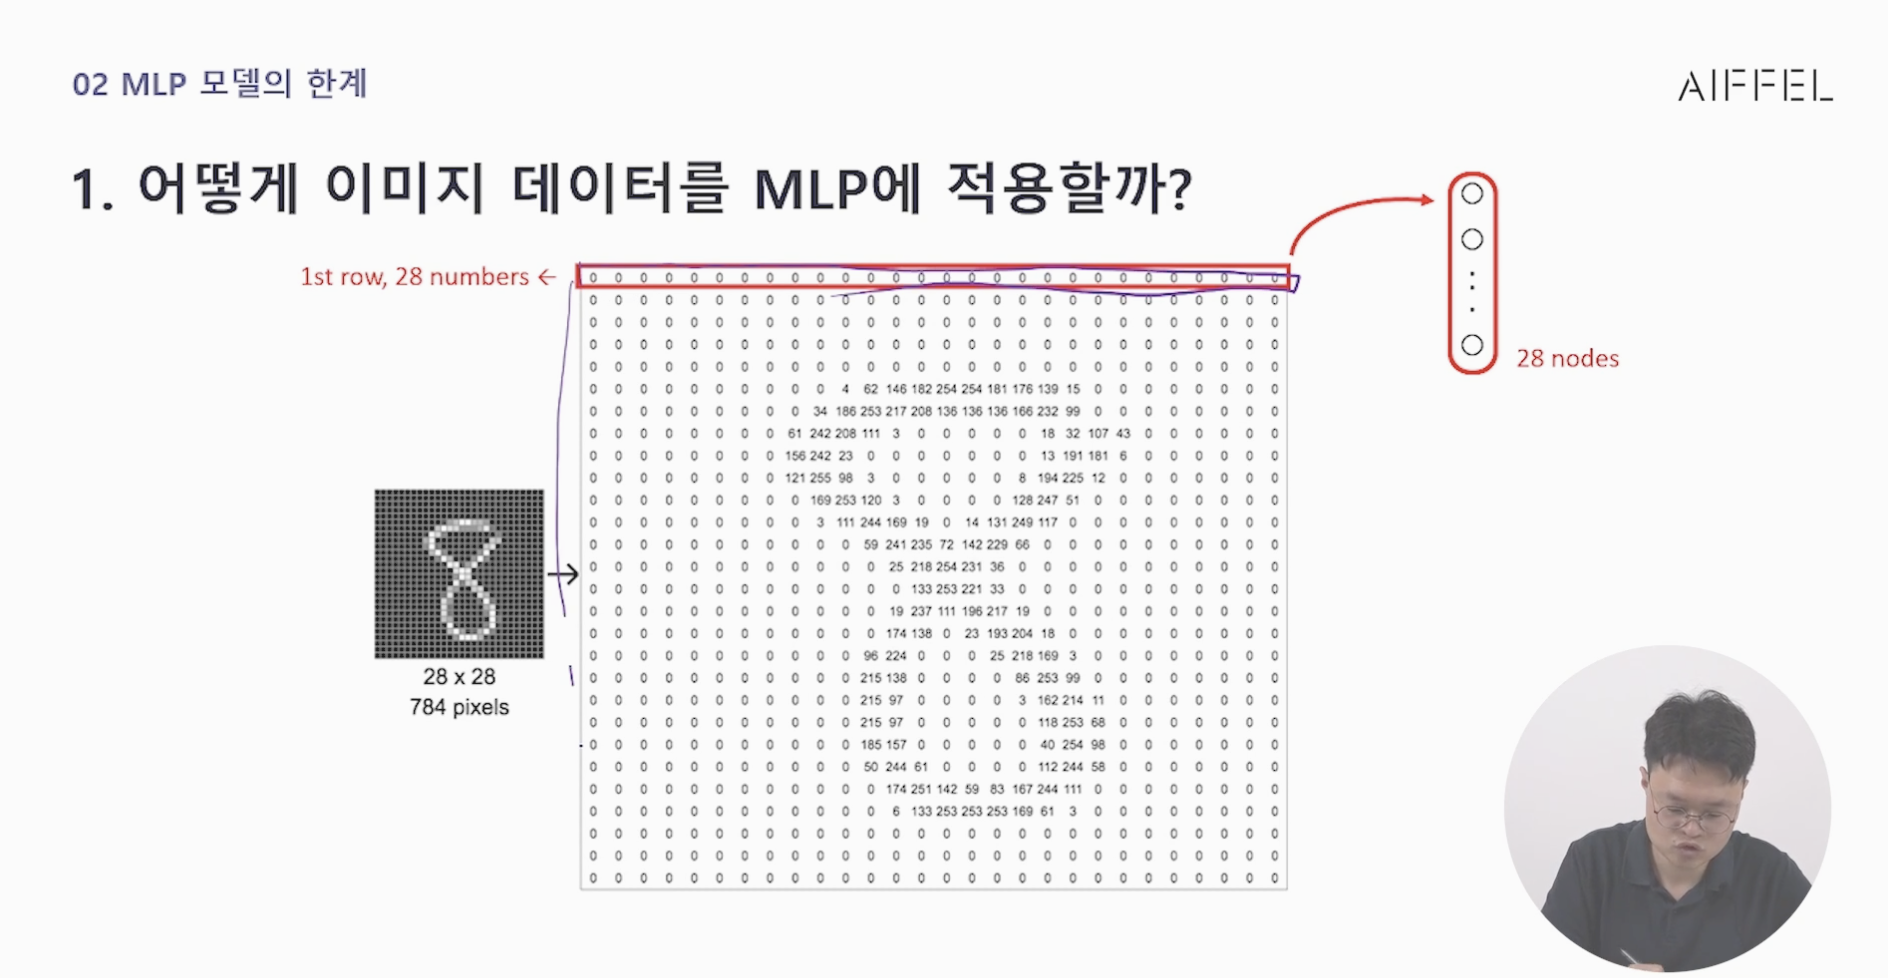 02 MLP 모델의 한계
AIFFEL
1. 어떻게 이미지 데이터를 MLP에 적용할까?
1st row, 28 numbers ←
0 0 0 0 0 0 0 0 0 0 0 0 0 0 0 0 0 0 0 0 0 0 0 0 0 0 0 0
0 0 0 0 0 0 0 0 0 0 0 0 0 0 0 0 0 0 0 0 0 0 0 0 0 0 0 0
0 0 0 0 0 0 0 0 0 0 0 0 0 0 0 0 0 0 0 0 0 0 0 0 0 0 0 0
0 0 0 0 0 0 0 0 0 0 0 0 0 0 0 0 0 0 0 0 0 0 0 0 0 0 0 0
0 0 0 0 0 0 0 0 0 0 0 0 0 0 0 0 0 0 0 0 0 0 0 0 0 0 0 0
0 0 0 0 0 0 0 0 0 0 4 62 146 182 254 254 181 176 139 15 0 0 0 0 0 0 0 0
0 0 0 0 0 0 0 0 0 34 186 253 217 208 136 136 136 166 232 99 0 0 0 0 0 0 0 0
0 0 0 0 0 0 0 0 61 242 208 111 3 0 0 0 0 0 18 32 107 43 0 0 0 0 0 0
0 0 0 0 0 0 0 0 156 242 23 0 0 0 0 0 0 0 13 191 181 6 0 0 0 0 0 0
0 0 0 0 0 0 0 0 121 255 98 3 0 0 0 0 0 8 194 225 12 0 0 0 0 0 0 0
0 0 0 0 0 0 0 0 0 169 253 120 3 0 0 0 0 128 247 51 0 0 0 0 0 0 0 0
0 0 0 0 0 0 0 0 0 3 111 244 169 19 0 14 131 249 117 0 0 0 0 0 0 0 0 0
0 0 0 0 0 0 0 0 0 0 0 59 241 235 72 142 229 66 0 0 0 0 0 0 0 0 0 0
0 0 0 0 0 0 0 0 0 0 0 0 25 218 254 231 36 0 0 0 0 0 0 0 0 0 0 0
0 0 0 0 0 0 0 0 0 0 0 0 0 133 253 221 33 0 0 0 0 0 0 0 0 0 0 0
0 0 0 0 0 0 0 0 0 0 0 0 19 237 111 196 217 19 0 0 0 0 0 0 0 0 0 0
0 0 0 0 0 0 0 0 0 0 0 0 174 138 0 23 193 204 18 0 0 0 0 0 0 0 0 0
0 0 0 0 0 0 0 0 0 0 0 96 224 0 0 0 25 218 169 3 0 0 0 0 0 0 0 0
0 0 0 0 0 0 0 0 0 0 0 215 138 0 0 0 0 86 253 99 0 0 0 0 0 0 0 0
0 0 0 0 0 0 0 0 0 0 0 215 97 0 0 0 0 3 162 214 11 0 0 0 0 0 0 0
0 0 0 0 0 0 0 0 0 0 0 215 97 0 0 0 0 0 118 253 68 0 0 0 0 0 0 0
0 0 0 0 0 0 0 0 0 0 0 185 157 0 0 0 0 0 40 254 98 0 0 0 0 0 0 0
0 0 0 0 0 0 0 0 0 0 0 50 244 61 0 0 0 0 112 244 58 0 0 0 0 0 0 0
0 0 0 0 0 0 0 0 0 0 0 0 174 251 142 59 83 167 244 111 0 0 0 0 0 0 0 0
0 0 0 0 0 0 0 0 0 0 0 0 6 133 253 253 253 169 61 3 0 0 0 0 0 0 0 0
0 0 0 0 0 0 0 0 0 0 0 0 0 0 0 0 0 0 0 0 0 0 0 0 0 0 0 0
0 0 0 0 0 0 0 0 0 0 0 0 0 0 0 0 0 0 0 0 0 0 0 0 0 0 0 0
0 0 0 0 0 0 0 0 0 0 0 0 0 0 0 0 0 0 0 0 0 0 0 0 0 0 0 0
28 nodes
28 x 28
784 pixels